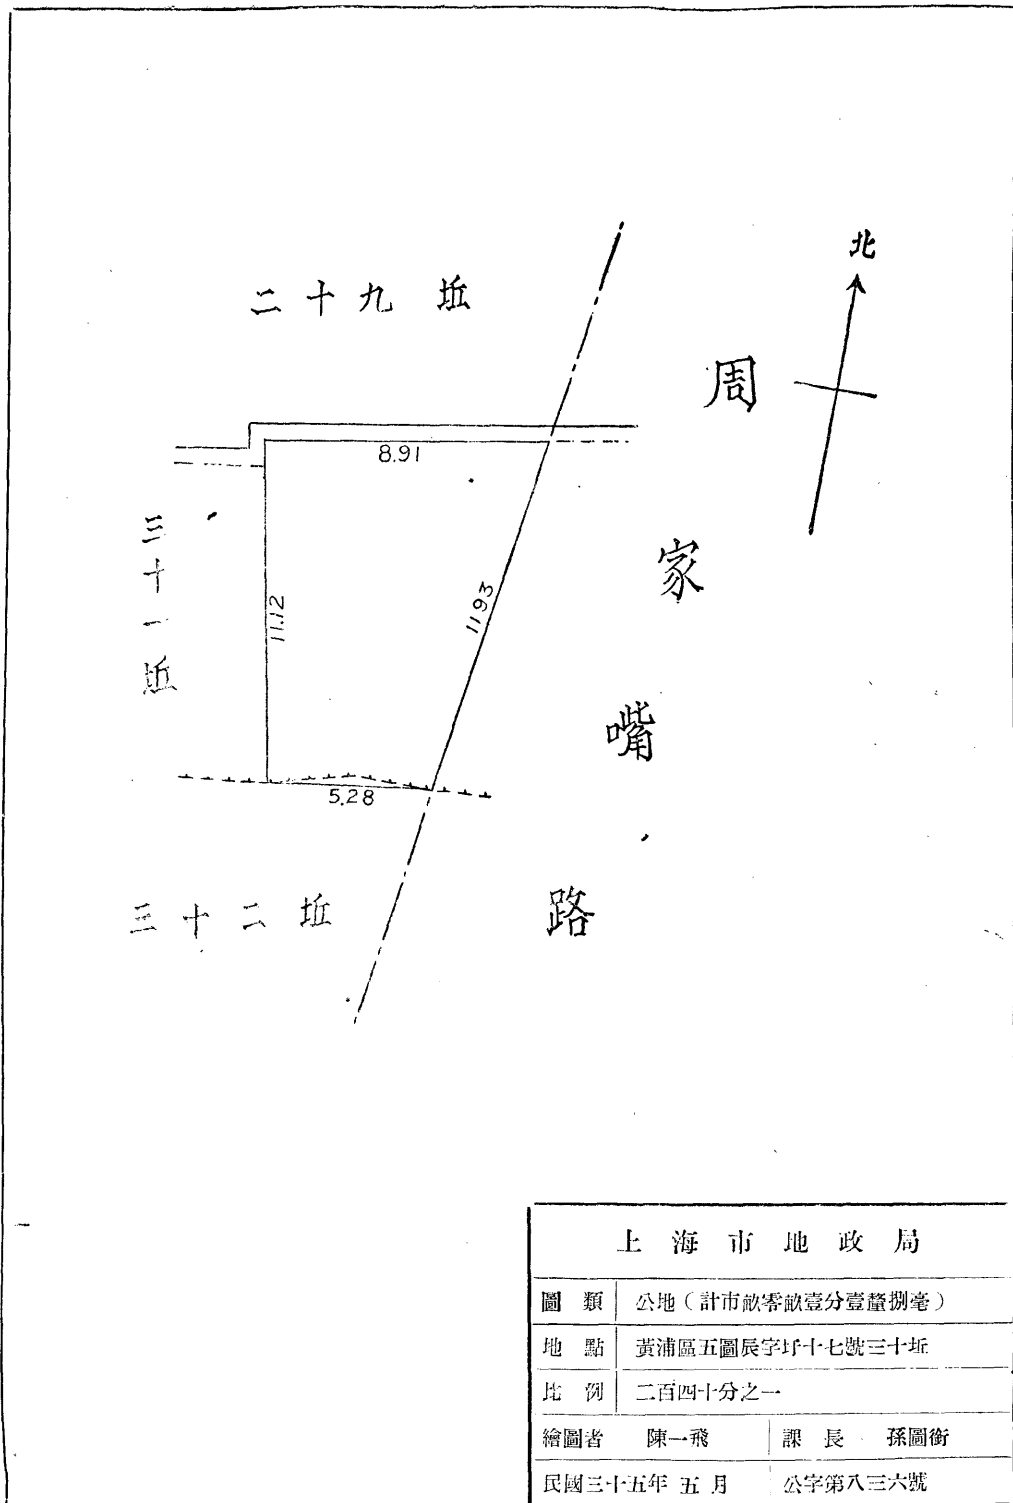 北
二十九坵
周家嘴路
8.91
三十一坵
11.12
11.93
5.28
三十二坵
上海市地政局
圖類 公地（計市畝零畝壹分壹釐捌毫）
地點 黃浦區五圖辰字圩十七號三十坵
比例 二百四十分之一
繪圖者 陳一飛 課長 孫圖銜
民國三十五年五月 公字第八三六號